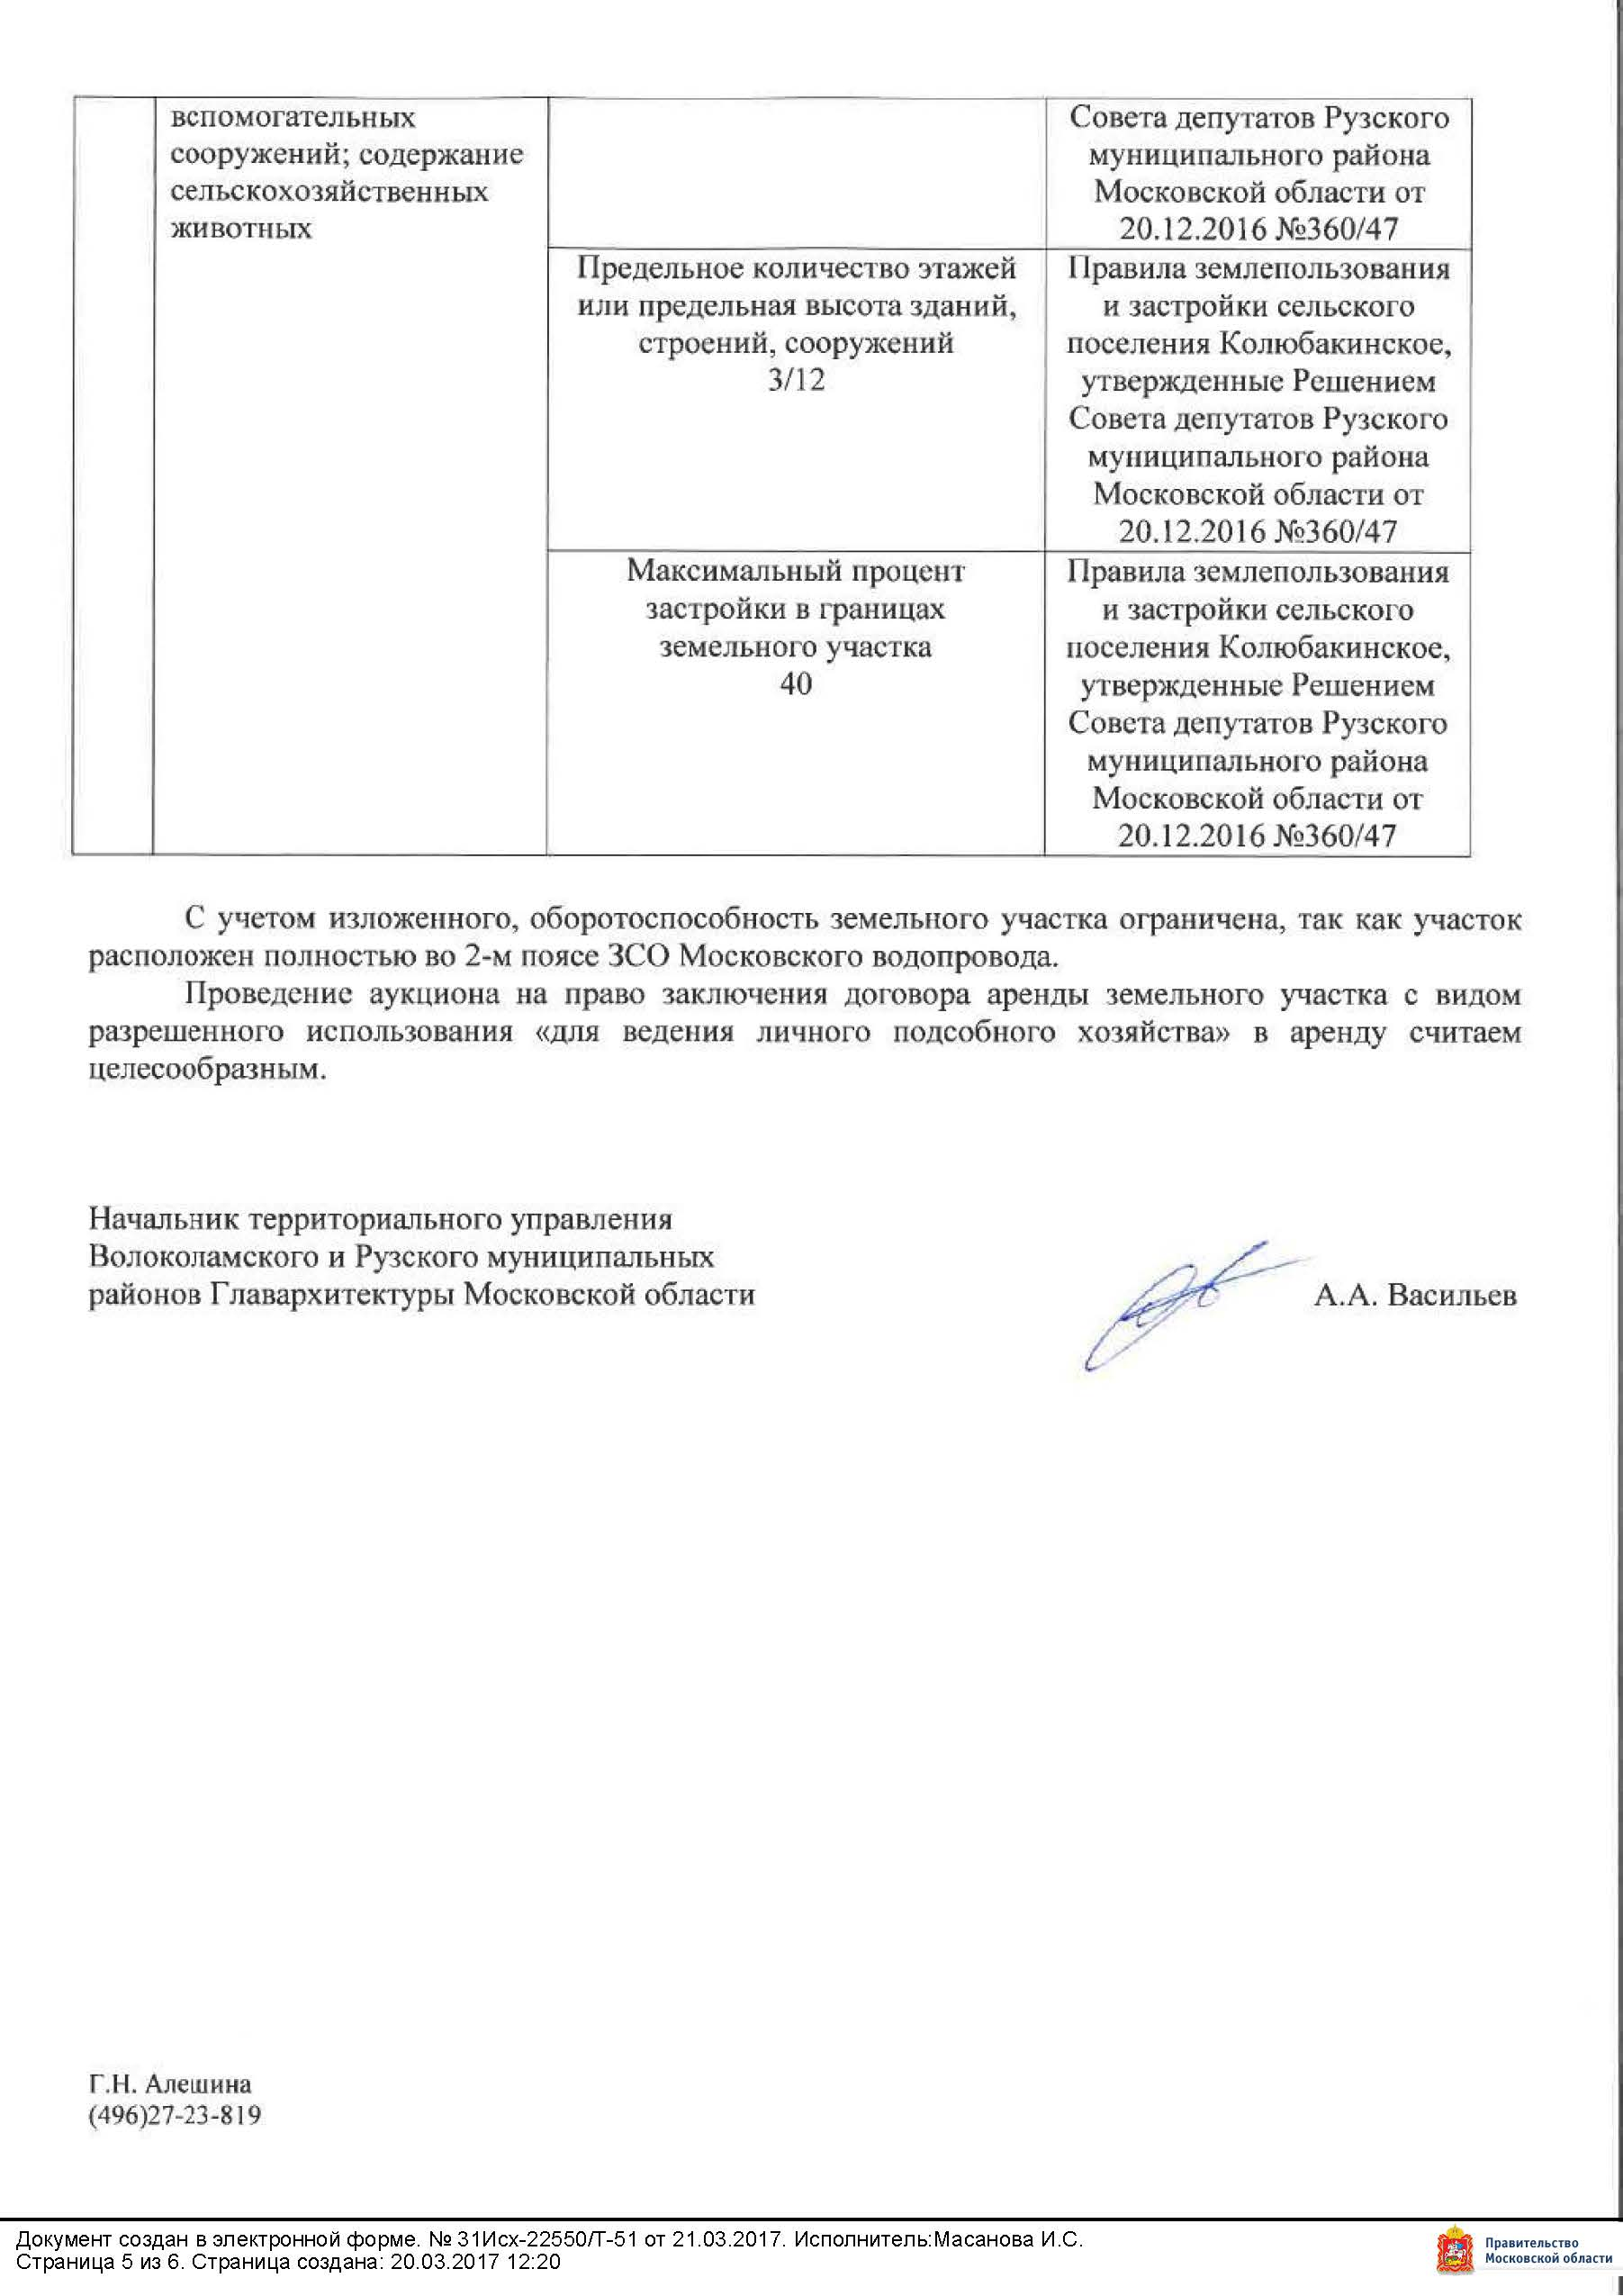 вспомогательных
сооружений; содержание
сельскохозяйственных
животных
Совета депутатов Рузского
муниципального района
Московской области от
20.12.2016 №360/47
Предельное количество этажей
или предельная высота зданий,
строений, сооружений
3/12
Правила землепользования
и застройки сельского
поселения Колюбакинское,
утвержденные Решением
Совета депутатов Рузского
муниципального района
Московской области от
20.12.2016 №360/47
Максимальный процент
застройки в границах
земельного участка
40
Правила землепользования
и застройки сельского
поселения Колюбакинское,
утвержденные Решением
Совета депутатов Рузского
муниципального района
Московской области от
20.12.2016 №360/47
С учетом изложенного, оборотоспособность земельного участка ограничена, так как участок
расположен полностью во 2-м поясе ЗСО Московского водопровода.
Проведение аукциона на право заключения договора аренды земельного участка с видом
разрешенного использования «для ведения личного подсобного хозяйства» в аренду считаем
целесообразным.
Начальник территориального управления
Волоколамского и Рузского муниципальных
районов Главархитектуры Московской области
А.А. Васильев
Г.Н. Алешина
(496)27-23-819
Документ создан в электронной форме. № 31Исх-22550/Т-51 от 21.03.2017. Исполнитель:Масанова И.С.
Страница 5 из 6. Страница создана: 20.03.2017 12:20
Правительство
Московской области